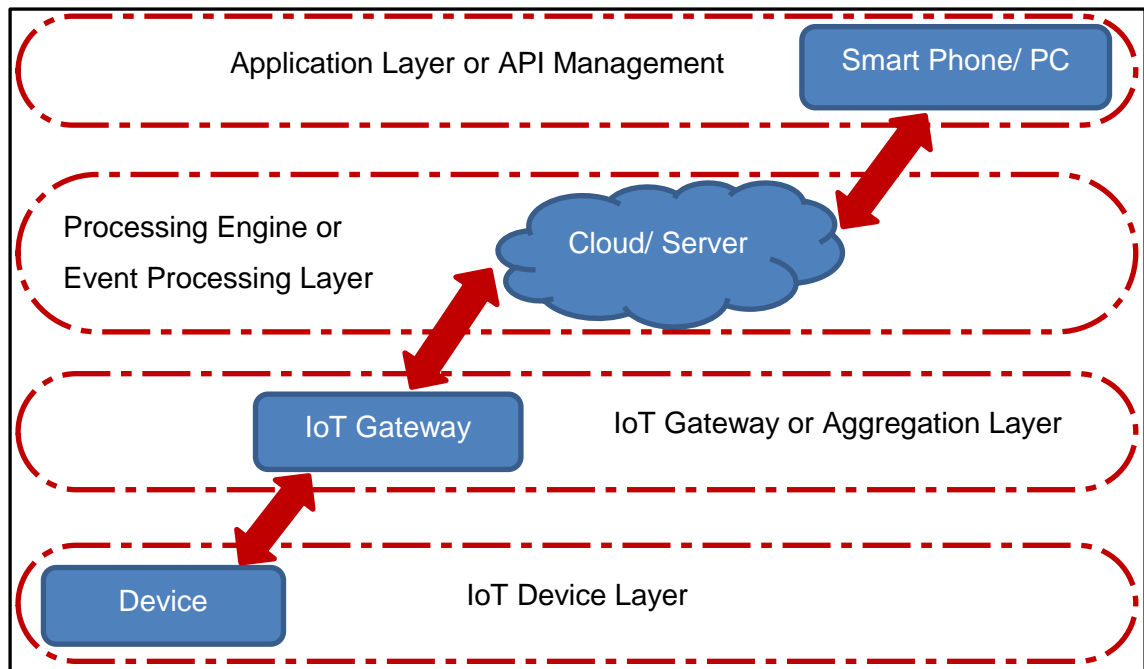 Application Layer or API Management
Smart Phone/ PC
Processing Engine or
Event Processing Layer
Cloud/ Server
IoT Gateway
IoT Gateway or Aggregation Layer
Device
IoT Device Layer